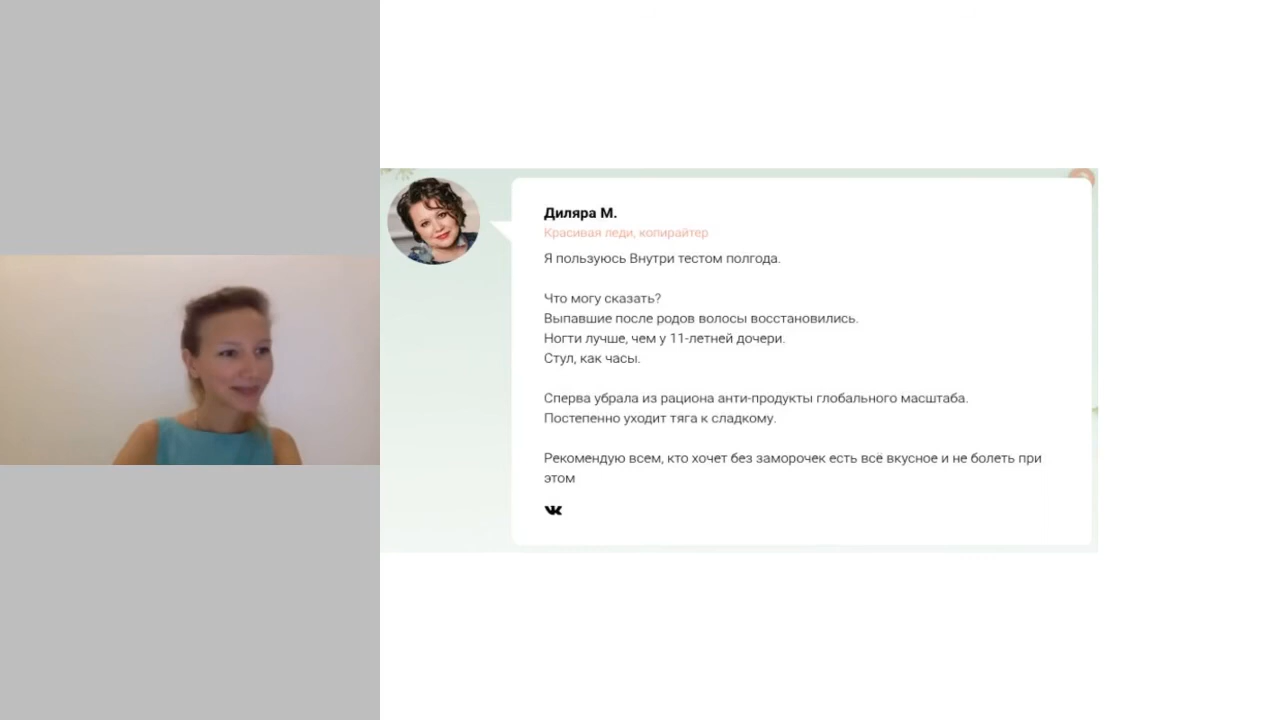 Диляра М.
Красивая леди, копирайтер
Я пользуюсь Внутри тестом полгода.
Что могу сказать?
Выпавшие после родов волосы восстановились.
Ногти лучше, чем у 11-летней дочери.
Стул, как часы.
Сперва убрала из рациона анти-продукты глобального масштаба.
Постепенно уходит тяга к сладкому.
Рекомендую всем, кто хочет без заморочек есть всё вкусное и не болеть при
этом